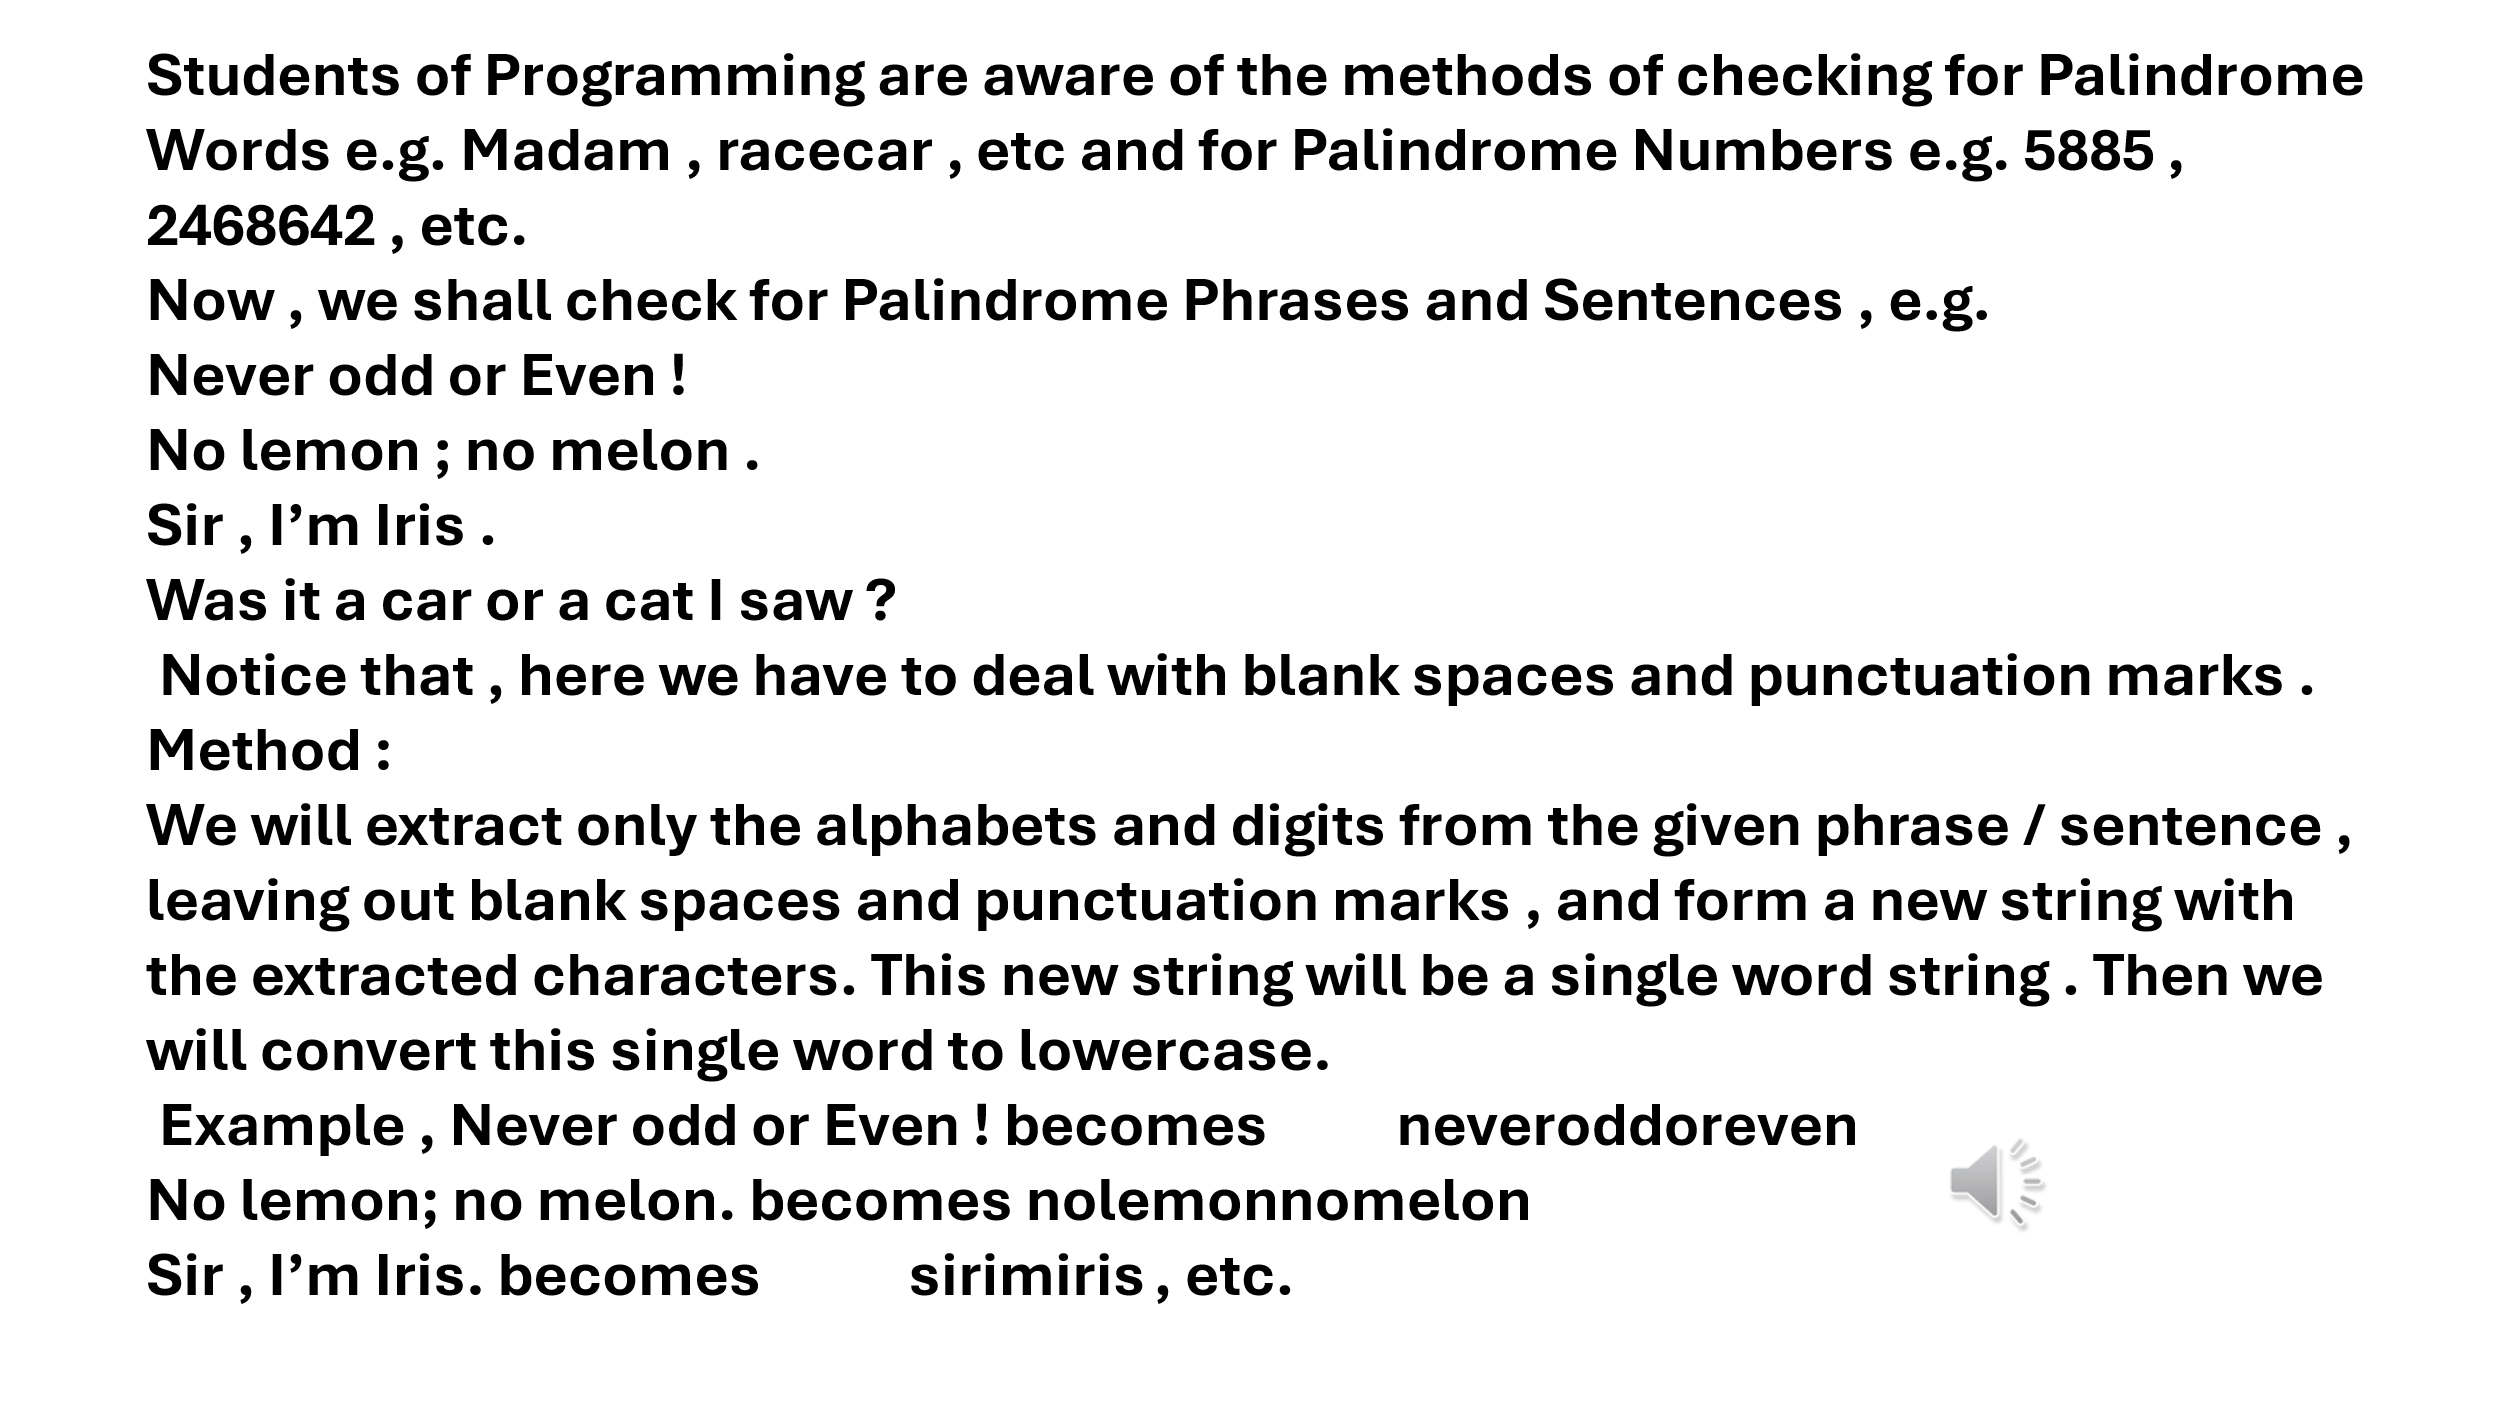 Students of Programming are aware of the methods of checking for Palindrome
Words e.g. Madam , racecar , etc and for Palindrome Numbers e.g. 5885 ,
2468642 , etc.
Now , we shall check for Palindrome Phrases and Sentences , e.g.
Never odd or Even !
No lemon ; no melon .
Sir , I’m Iris .
Was it a car or a cat I saw ?
Notice that , here we have to deal with blank spaces and punctuation marks .
Method :
We will extract only the alphabets and digits from the given phrase / sentence ,
leaving out blank spaces and punctuation marks , and form a new string with
the extracted characters. This new string will be a single word string . Then we
will convert this single word to lowercase.
Example , Never odd or Even ! becomes neveroddoreven
No lemon; no melon. becomes nolemonnomelon
Sir , I’m Iris. becomes sirimiris , etc.